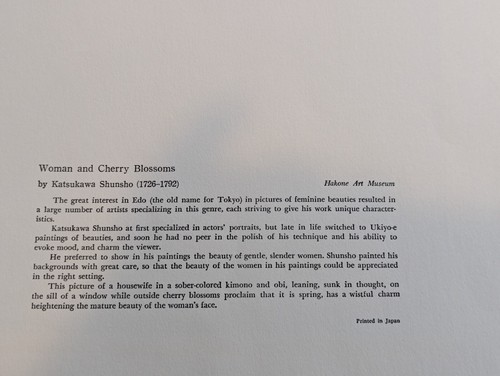 Woman and Cherry Blossoms
by Katsukawa Shunsho (1726–1792) Hakone Art Museum
The great interest in Edo (the old name for Tokyo) in pictures of feminine beauties resulted in
a large number of artists specializing in this genre, each striving to give his work unique character-
istics.
Katsukawa Shunsho at first specialized in actors' portraits, but late in life switched to Ukiyo-e
paintings of beauties, and soon he had no peer in the polish of his technique and his ability to
evoke mood, and charm the viewer.
He preferred to show in his paintings the beauty of gentle, slender women. Shunsho painted his
backgrounds with great care, so that the beauty of the women in his paintings could be appreciated
in the right setting.
This picture of a housewife in a sober-colored kimono and obi, leaning, sunk in thought, on
the sill of a window while outside cherry blossoms proclaim that it is spring, has a wistful charm
heightening the mature beauty of the woman's face.
Printed in Japan